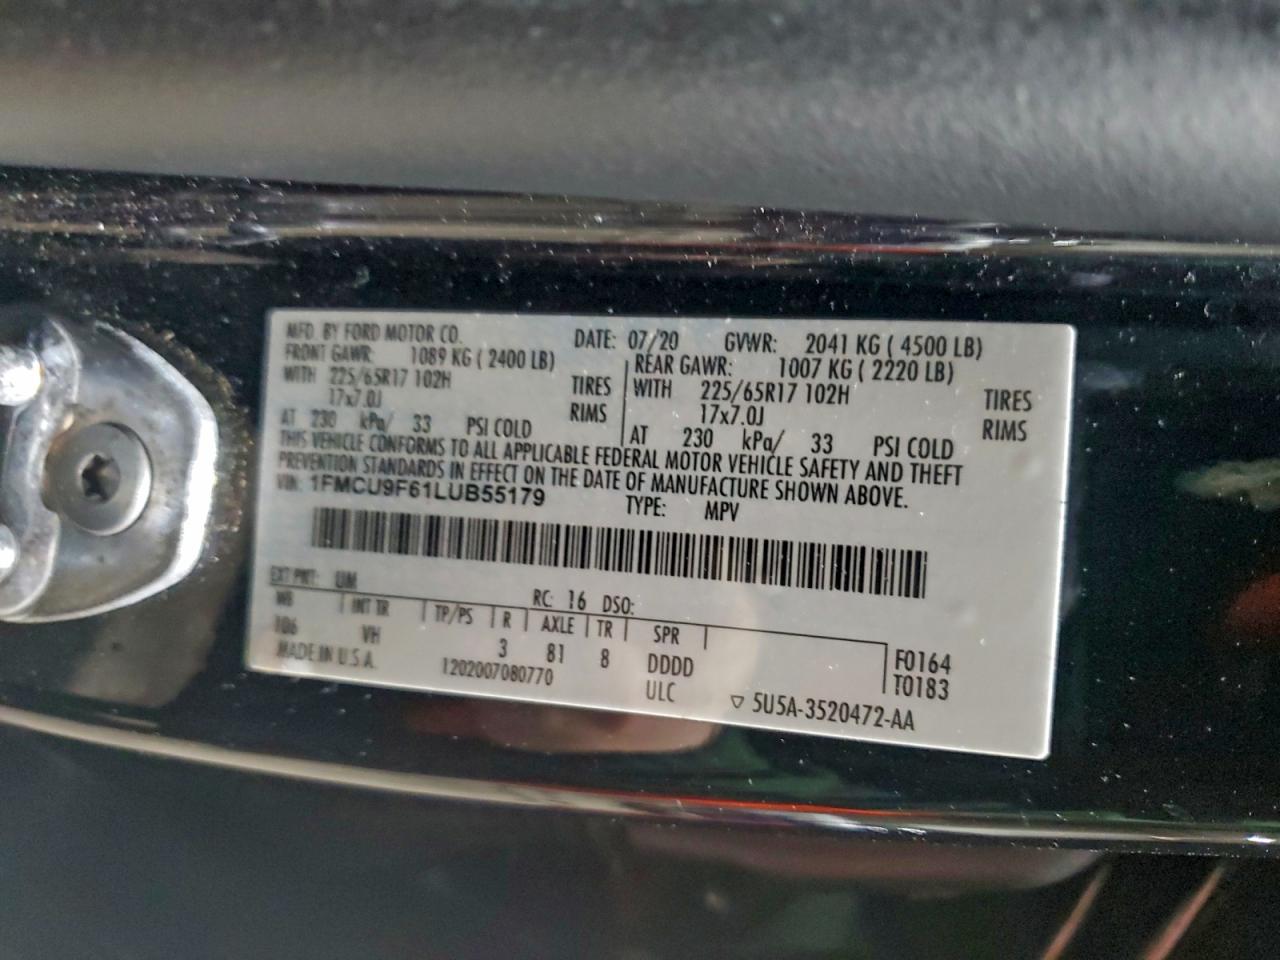 MFD. BY FORD MOTOR CO. DATE: 07/20 GVWR: 2041 KG ( 4500 LB)
FRONT GAWR: 1089 KG ( 2400 LB) REAR GAWR: 1007 KG ( 2220 LB)
WITH 225/65R17 102H TIRES WITH 225/65R17 102H TIRES
17x7.0J RIMS 17x7.0J RIMS
AT 230 kPa/ 33 PSI COLD AT 230 kPa/ 33 PSI COLD
THIS VEHICLE CONFORMS TO ALL APPLICABLE FEDERAL MOTOR VEHICLE SAFETY AND THEFT
PREVENTION STANDARDS IN EFFECT ON THE DATE OF MANUFACTURE SHOWN ABOVE.
VIN: 1FMCU9F61LUB55179 TYPE: MPV
EXT PNT: UM RC: 16 DSO:
WB INT TR TP/PS R AXLE TR SPR
106 VH 3 81 8 DDDD F0164
MADE IN U.S.A. 1202007080770 ULC T0183
▽ 5U5A-3520472-AA